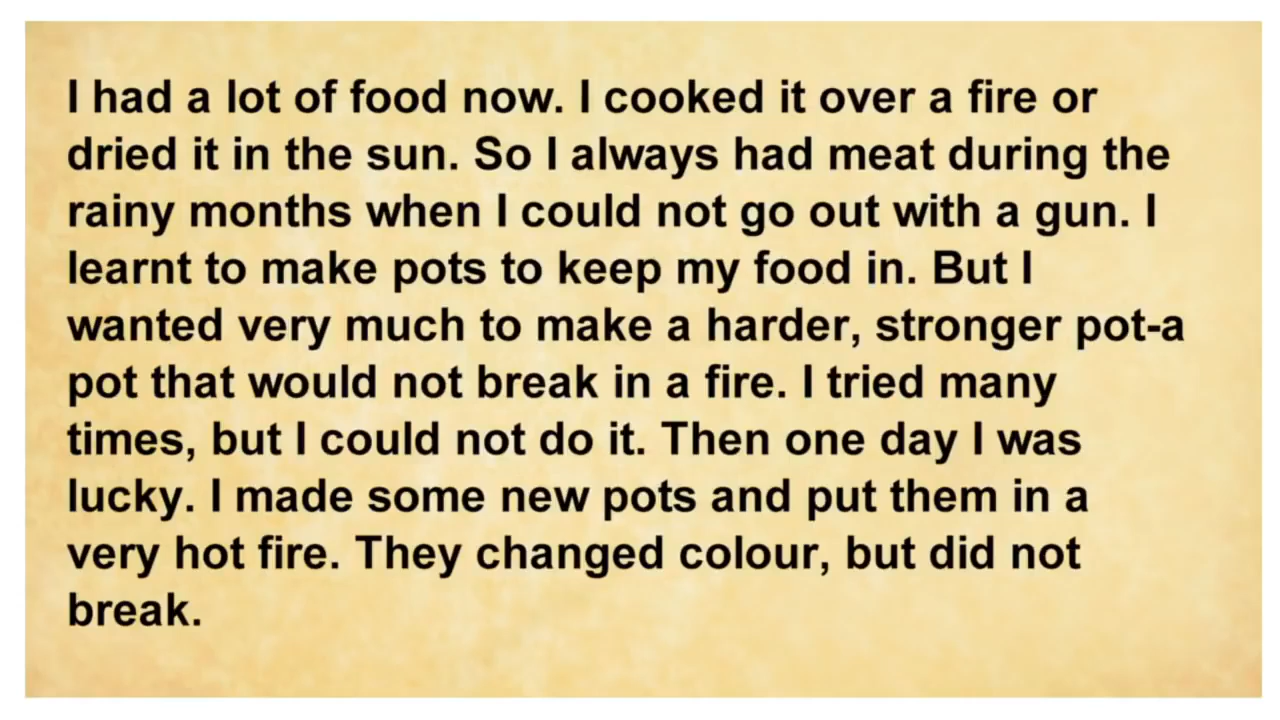 I had a lot of food now. I cooked it over a fire or
dried it in the sun. So I always had meat during the
rainy months when I could not go out with a gun. I
learnt to make pots to keep my food in. But I
wanted very much to make a harder, stronger pot-a
pot that would not break in a fire. I tried many
times, but I could not do it. Then one day I was
lucky. I made some new pots and put them in a
very hot fire. They changed colour, but did not
break.